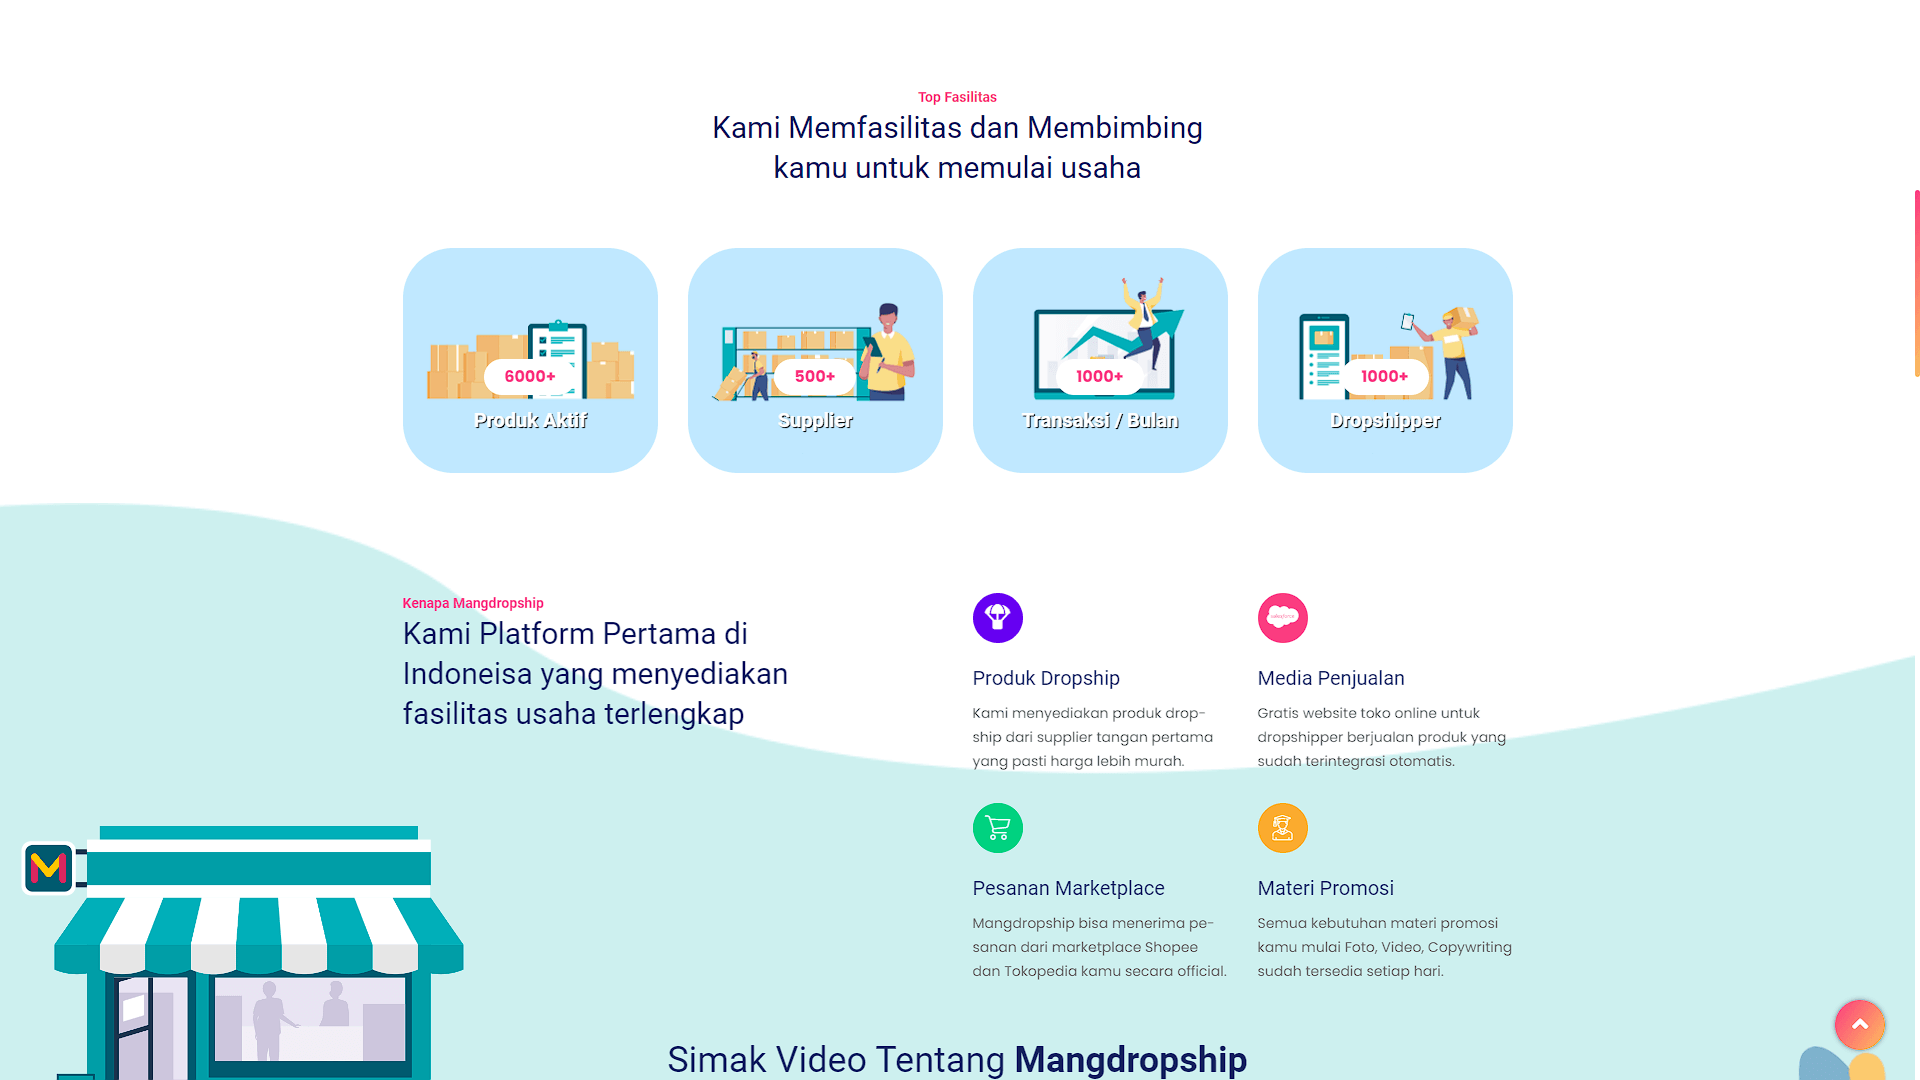 Top Fasilitas
Kami Memfasilitas dan Membimbing
kamu untuk memulai usaha
6000+
Produk Aktif
500+
Supplier
1000+
Transaksi / Bulan
1000+
Dropshipper
Kenapa Mangdropship
Kami Platform Pertama di
Indoneisa yang menyediakan
fasilitas usaha terlengkap
Produk Dropship
Kami menyediakan produk drop-
ship dari supplier tangan pertama
yang pasti harga lebih murah.
Media Penjualan
Gratis website toko online untuk
dropshipper berjualan produk yang
sudah terintegrasi otomatis.
Pesanan Marketplace
Mangdropship bisa menerima pe-
sanan dari marketplace Shopee
dan Tokopedia kamu secara official.
Materi Promosi
Semua kebutuhan materi promosi
kamu mulai Foto, Video, Copywriting
sudah tersedia setiap hari.
M
Simak Video Tentang Mangdropship